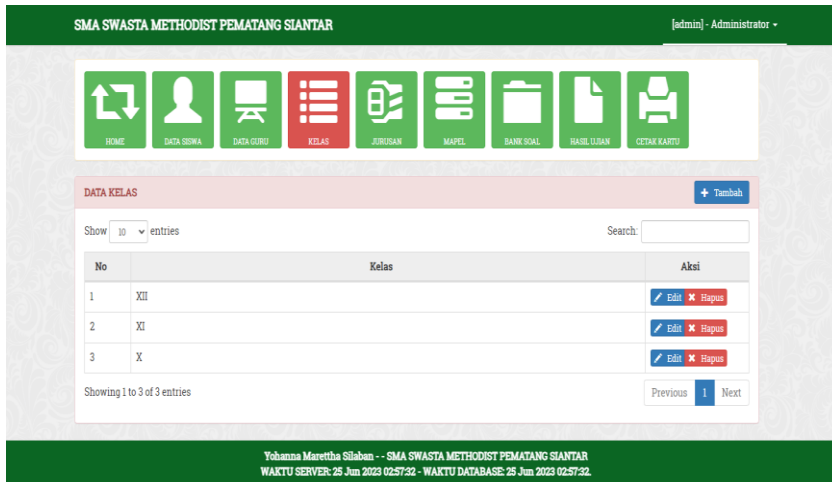 SMA SWASTA METHODIST PEMATANG SIANTAR [admin] - Administrator
HOME DATA SISWA DATA GURU KELAS JURUSAN MAPEL BANK SOAL HASIL UJIAN CETAK KARTU
DATA KELAS + Tambah
Show 10 entries Search:
No Kelas Aksi
1 XII Edit Hapus
2 XI Edit Hapus
3 X Edit Hapus
Showing 1 to 3 of 3 entries Previous 1 Next
Yohanna Marettha Silaban - - SMA SWASTA METHODIST PEMATANG SIANTAR
WAKTU SERVER: 25 Jun 2023 02:57:32 - WAKTU DATABASE: 25 Jun 2023 02:57:32.